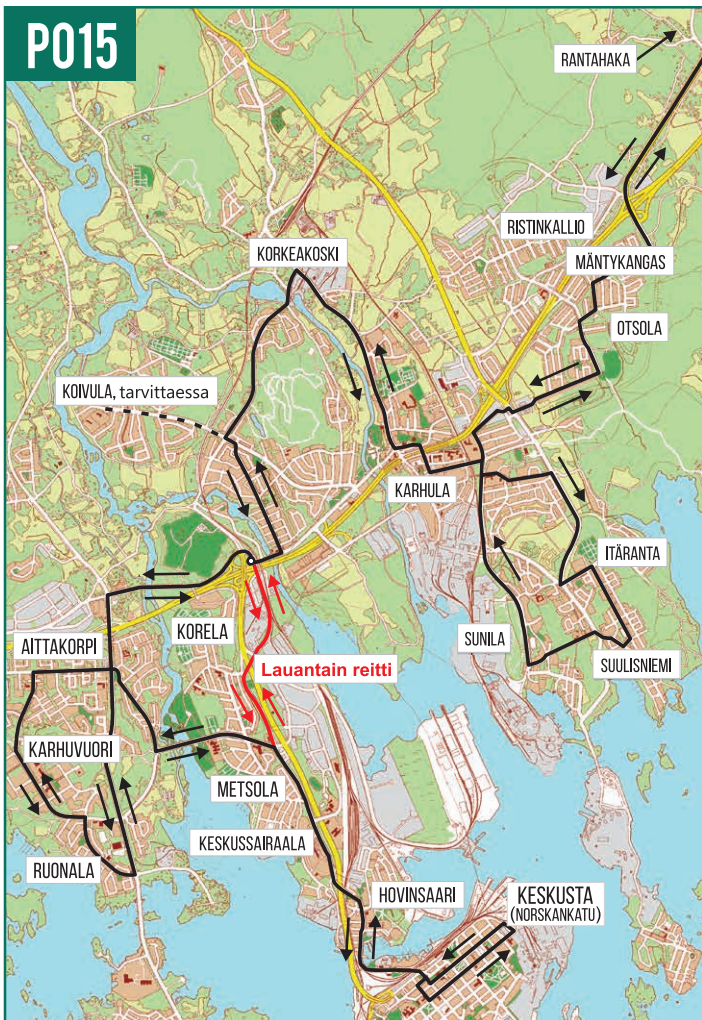 P015
RANTAHAKA
RISTINKALLIO
KORKEAKOSKI
MÄNTYKANGAS
OTSOLA
KOIVULA, tarvittaessa
KARHULA
ITÄRANTA
KORELA
AITTAKORPI
SUNILA
SUULISNIEMI
Lauantain reitti
KARHUVUORI
METSOLA
KESKUSSAIRAALA
RUONALA
HOVINSAARI
KESKUSTA
(NORSKANKATU)